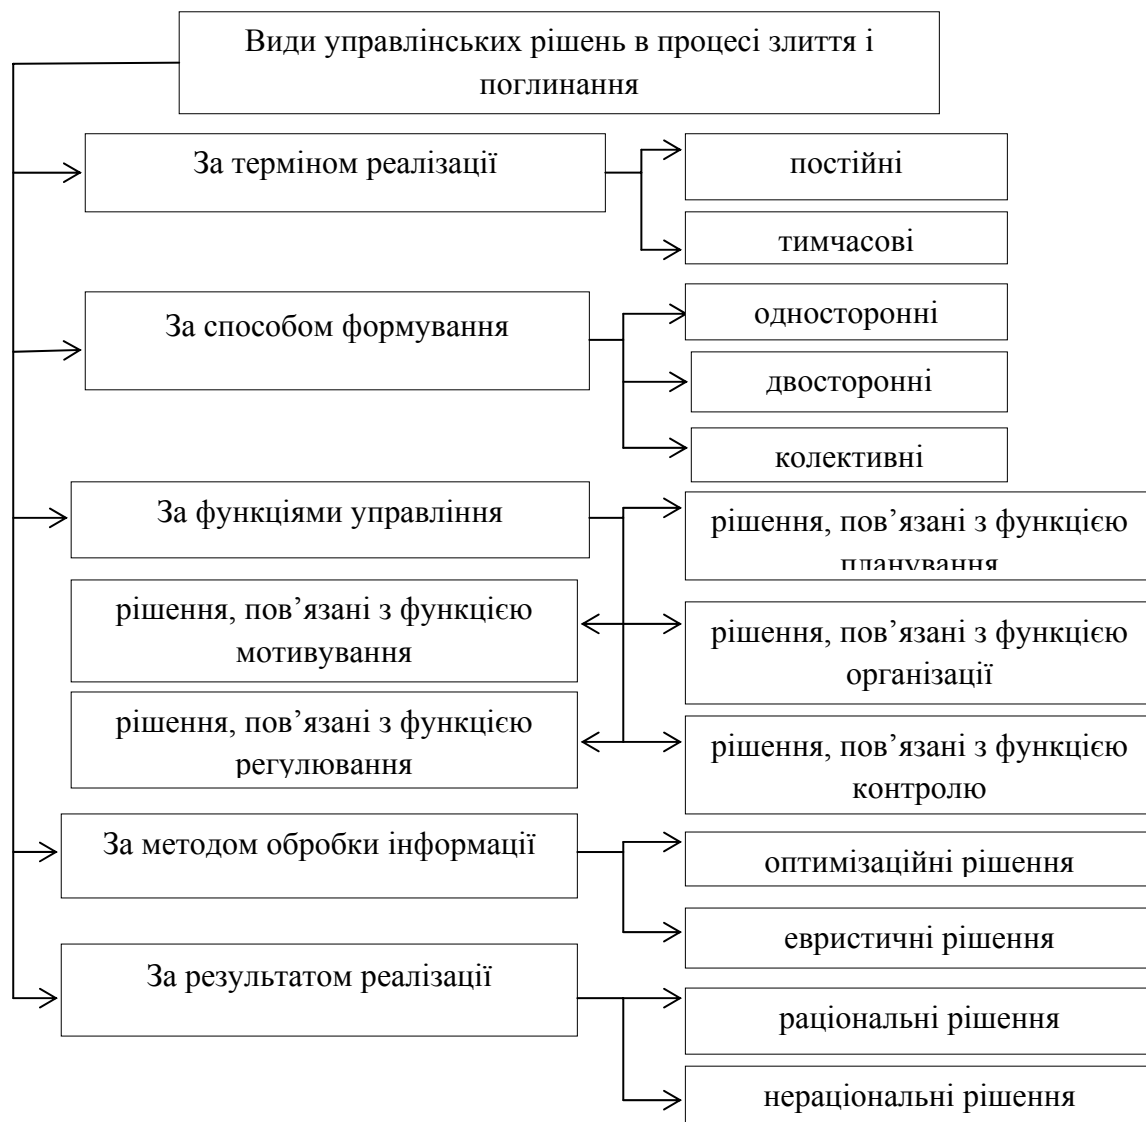 Види управлінських рішень в процесі злиття і
поглинання
За терміном реалізації
постійні
тимчасові
За способом формування
односторонні
двосторонні
колективні
За функціями управління
рішення, пов’язані з функцією
планування
рішення, пов’язані з функцією
мотивування
рішення, пов’язані з функцією
організації
рішення, пов’язані з функцією
регулювання
рішення, пов’язані з функцією
контролю
За методом обробки інформації
оптимізаційні рішення
евристичні рішення
За результатом реалізації
раціональні рішення
нераціональні рішення